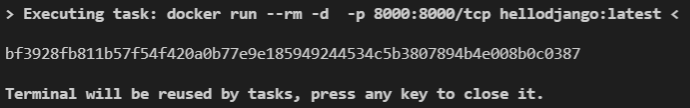 > Executing task: docker run --rm -d  -p 8000:8000/tcp hellodjango:latest <
bf3928fb811b57f54f420a0b77e9e185949244534c5b3807894b4e008b0c0387
Terminal will be reused by tasks, press any key to close it.